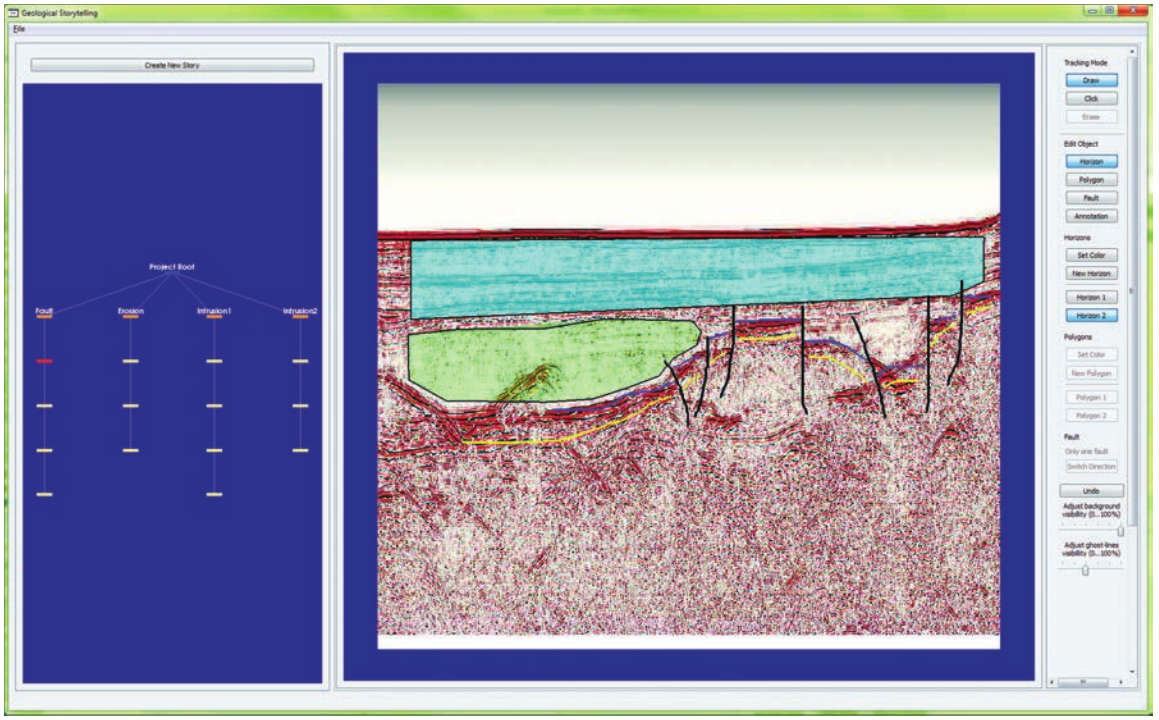 Geological Storytelling
File
Create New Story
Project Root
Fault
Erosion
Intrusion1
Intrusion2
Tracking Mode
Draw
Click
Erase
Edit Object
Horizon
Polygon
Fault
Annotation
Horizons
Set Color
New Horizon
Horizon 1
Horizon 2
Polygons
Set Color
New Polygon
Polygon 1
Polygon 2
Fault
Only one fault
Switch Direction
Undo
Adjust background
visibility (0...100%)
Adjust ghost-lines
visibility (0...100%)